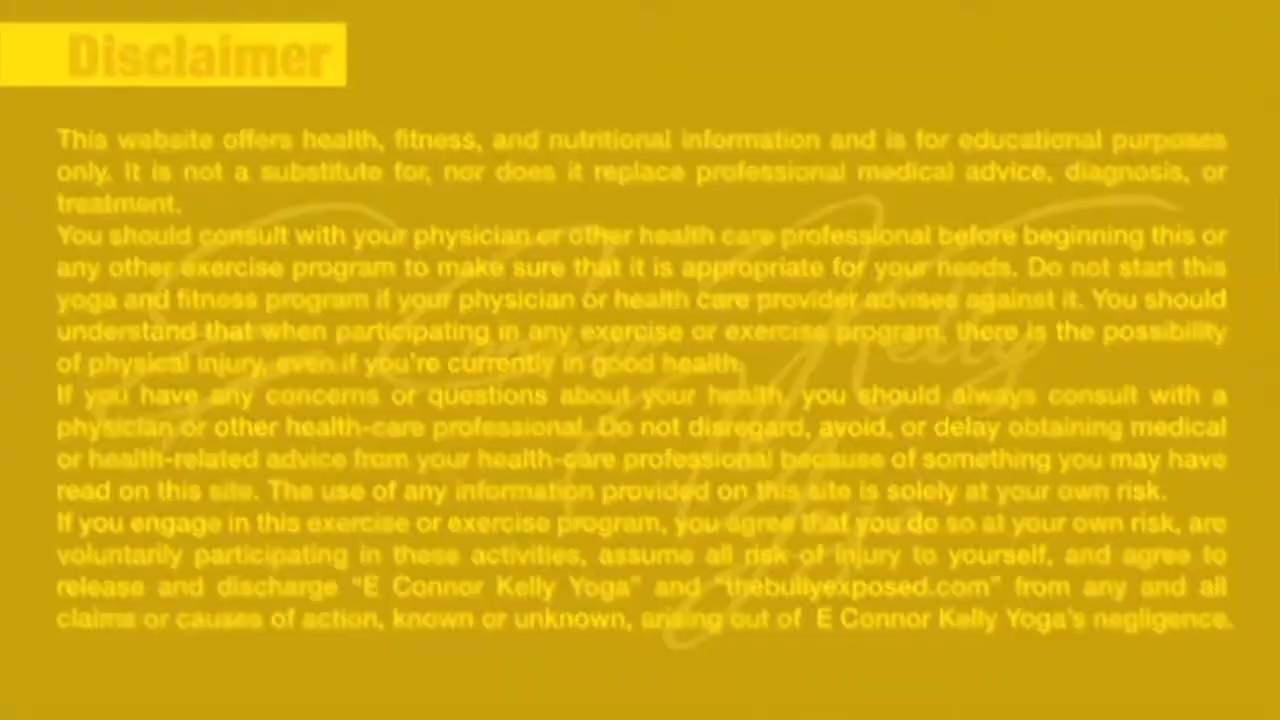 Disclaimer
This website offers health, fitness, and nutritional information and is for educational purposes
only. It is not a substitute for, nor does it replace professional medical advice, diagnosis, or
treatment.
You should consult with your physician or other health care professional before beginning this or
any other exercise program to make sure that it is appropriate for your needs. Do not start this
yoga and fitness program if your physician or health care provider advises against it. You should
understand that when participating in any exercise or exercise program, there is the possibility
of physical injury, even if you're currently in good health.
If you have any concerns or questions about your health, you should always consult with a
physician or other health-care professional. Do not disregard, avoid, or delay obtaining medical
or health-related advice from your health-care professional because of something you may have
read on this site. The use of any information provided on this site is solely at your own risk.
If you engage in this exercise or exercise program, you agree that you do so at your own risk, are
voluntarily participating in these activities, assume all risk of injury to yourself, and agree to
release and discharge "E Connor Kelly Yoga" and "thebullyexposed.com" from any and all
claims or causes of action, known or unknown, arising out of E Connor Kelly Yoga's negligence.
E Connor Kelly
Yoga